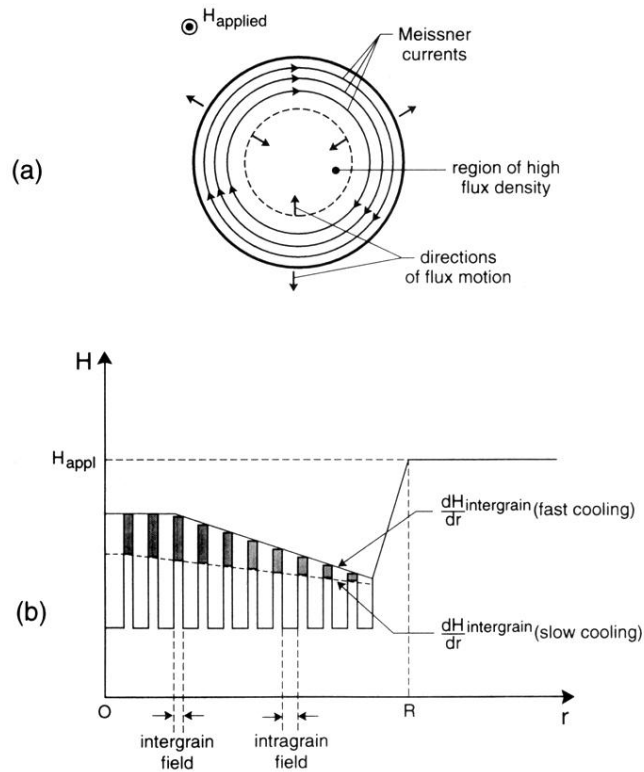 H applied
Meissner
currents
(a)
region of high
flux density
directions
of flux motion
H
H appl
dH/dr intergrain (fast cooling)
(b)
dH/dr intergrain (slow cooling)
O
R
r
intergrain
field
intragrain
field